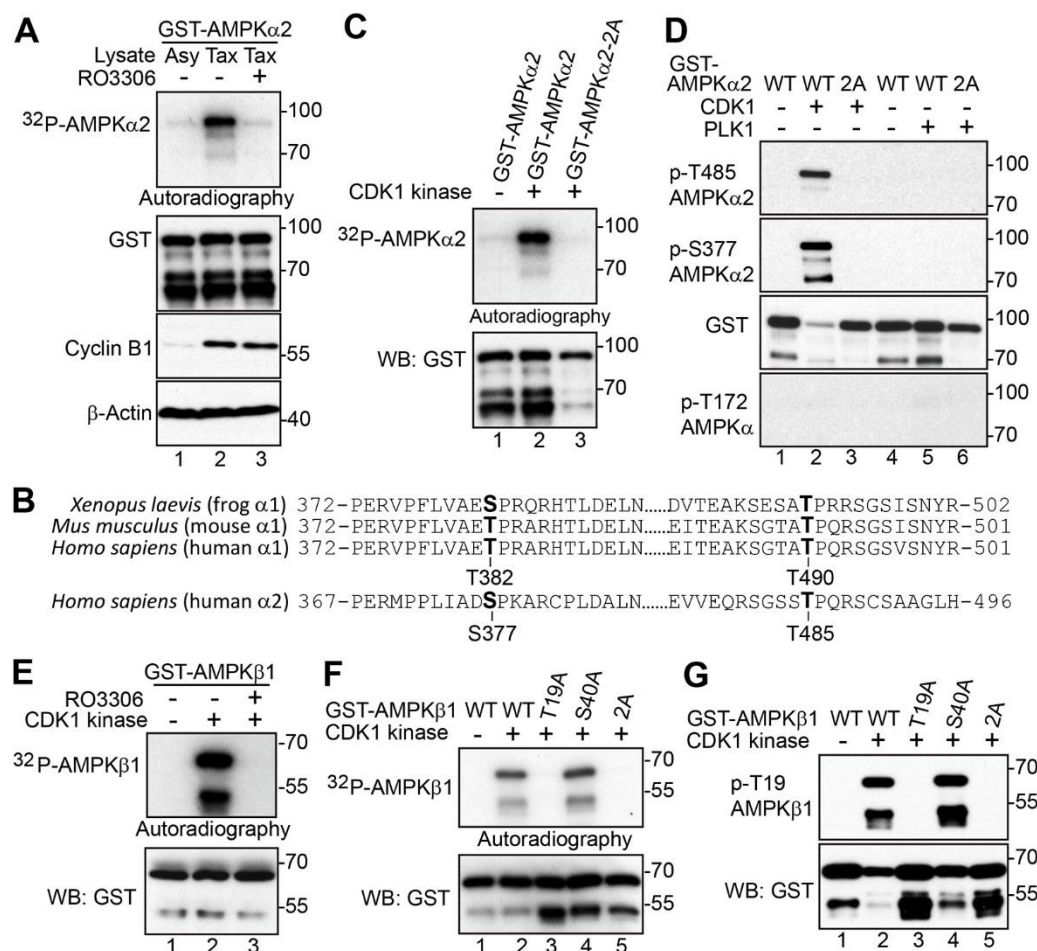 A
GST-AMPKα2
Lysate Asy Tax Tax
RO3306 - - +
³²P-AMPKα2
-100
-70
Autoradiography
GST
-100
-70
Cyclin B1
-55
β-Actin
-40
1 2 3
C
GST-AMPKα2
GST-AMPKα2
GST-AMPKα2-2A
CDK1 kinase - + +
³²P-AMPKα2
-100
-70
Autoradiography
WB: GST
-100
-70
1 2 3
D
GST-
AMPKα2 WT WT 2A WT WT 2A
CDK1 - + + - - -
PLK1 - - - - + +
p-T485
AMPKα2
-100
-70
p-S377
AMPKα2
-100
-70
GST
-100
-70
p-T172
AMPKα
-100
-70
1 2 3 4 5 6
B
Xenopus laevis (frog α1) 372-PERVPFLVAESPRQRHTLDELN......DVTEAKSESATPRRSGSISNYR-502
Mus musculus (mouse α1) 372-PERVPFLVAETPRARHTLDELN......EITEAKSGTATPQRSGSISNYR-501
Homo sapiens (human α1) 372-PERVPFLVAETPRARHTLDELN......EITEAKSGTATPQRSGSVSNYR-501
T382 T490
Homo sapiens (human α2) 367-PERMPPLIADSPKARCPLDALN......EVVEQRSGSSTPQRSCSAAGLH-496
S377 T485
E
GST-AMPKβ1
RO3306 - - +
CDK1 kinase - + +
³²P-AMPKβ1
-70
-55
Autoradiography
WB: GST
-70
-55
1 2 3
F
GST-AMPKβ1 WT WT T19A S40A 2A
CDK1 kinase - + + + +
³²P-AMPKβ1
-70
-55
Autoradiography
WB: GST
-70
-55
1 2 3 4 5
G
GST-AMPKβ1 WT WT T19A S40A 2A
CDK1 kinase - + + + +
p-T19
AMPKβ1
-70
-55
WB: GST
-70
-55
1 2 3 4 5